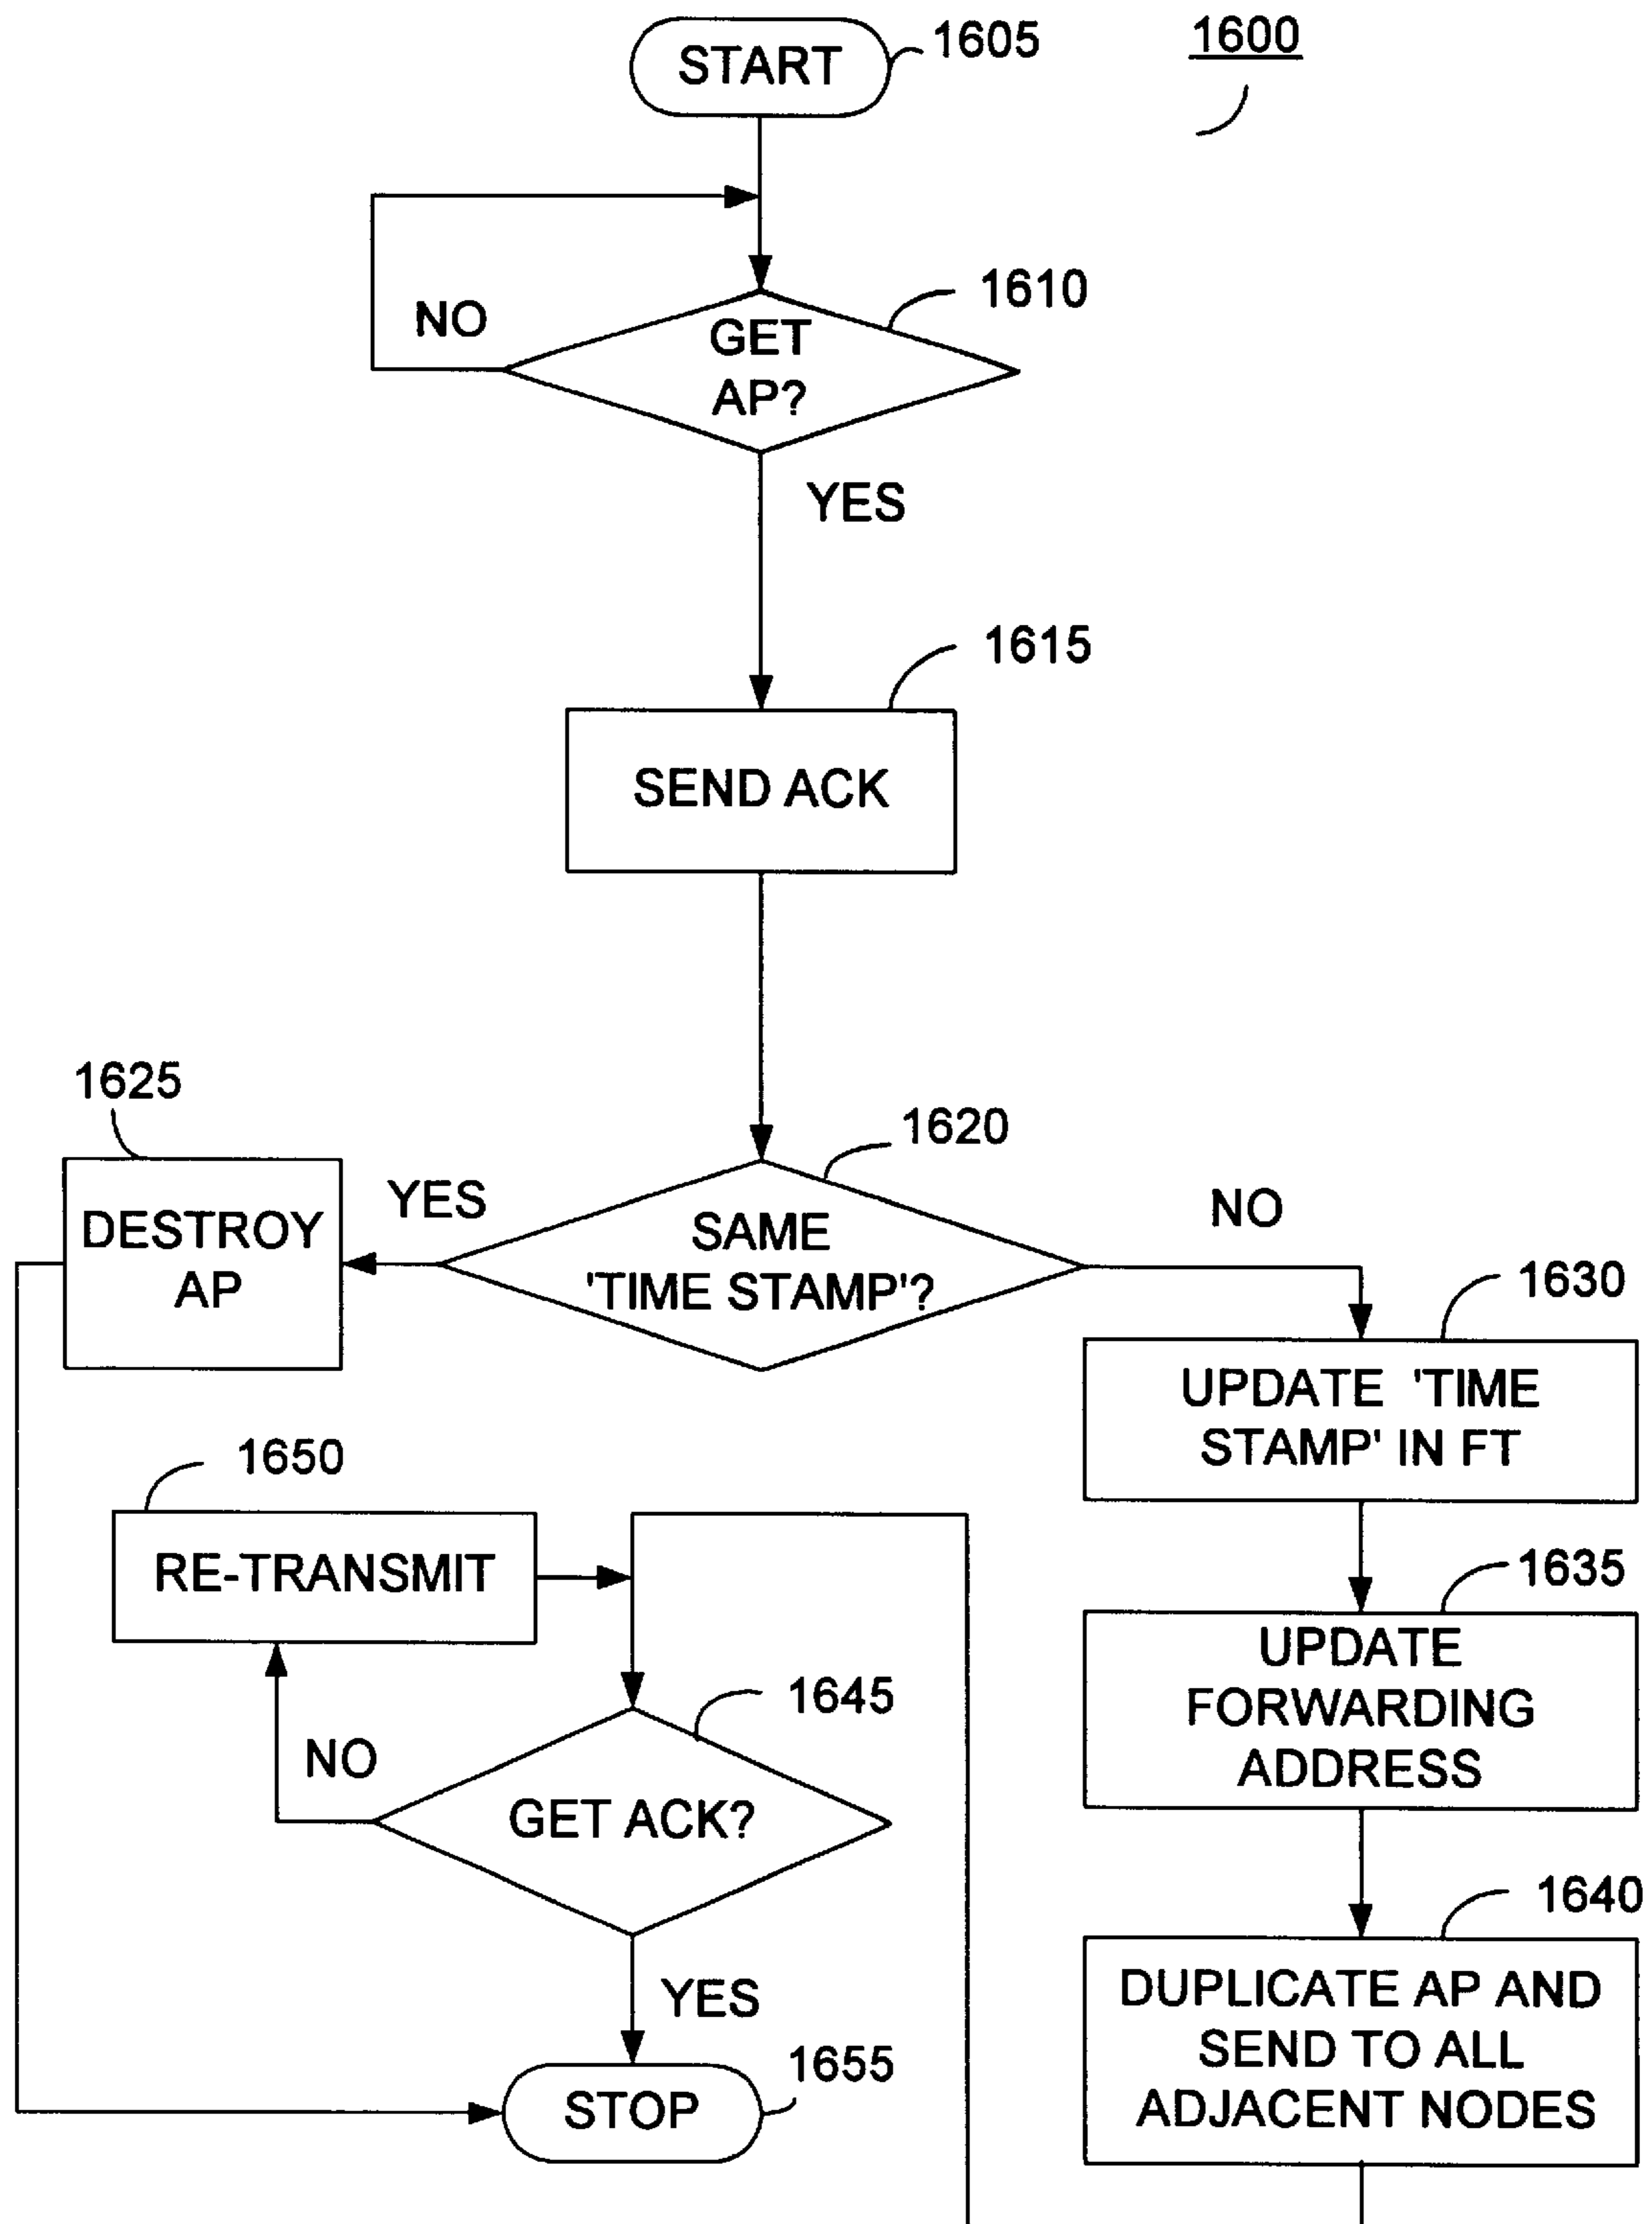 START
1605
1600
NO
GET
AP?
1610
YES
1615
SEND ACK
1625
1620
DESTROY
AP
YES
SAME
'TIME STAMP'?
NO
1630
UPDATE 'TIME
STAMP' IN FT
1650
RE-TRANSMIT
1635
UPDATE
FORWARDING
ADDRESS
1645
NO
GET ACK?
1640
DUPLICATE AP AND
SEND TO ALL
ADJACENT NODES
YES
1655
STOP